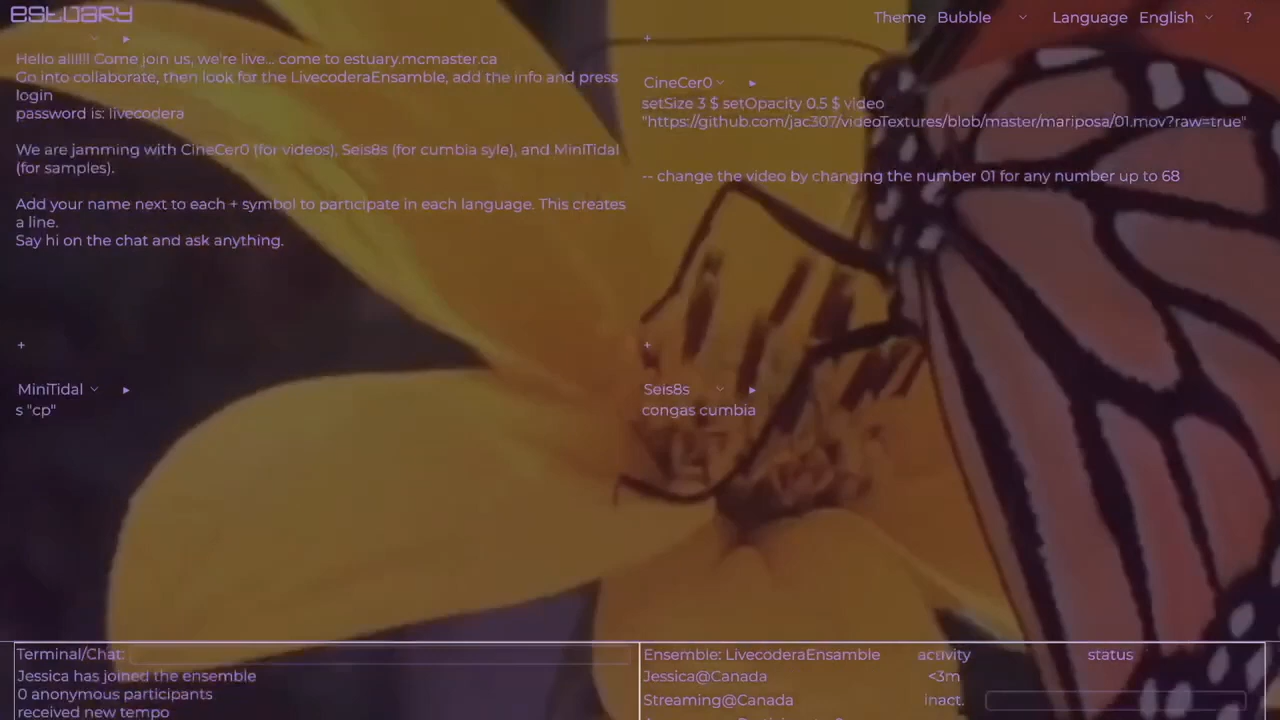 estuary
Theme Bubble Language English ?
Hello allllll Come join us, we're live... come to estuary.mcmaster.ca
Go into collaborate, then look for the LivecoderaEnsamble, add the info and press
login
password is: livecodera
We are jamming with CineCer0 (for videos), Seis8s (for cumbia syle), and MiniTidal
(for samples).
Add your name next to each + symbol to participate in each language. This creates
a line.
Say hi on the chat and ask anything.
+
CineCer0
setSize 3 $ setOpacity 0.5 $ video
"https://github.com/jac307/videoTextures/blob/master/mariposa/01.mov?raw=true"
-- change the video by changing the number 01 for any number up to 68
+
MiniTidal
s "cp"
+
Seis8s
congas cumbia
Terminal/Chat:
Jessica has joined the ensemble
0 anonymous participants
received new tempo
Ensemble: LivecoderaEnsamble activity status
Jessica@Canada <3m
Streaming@Canada inact.